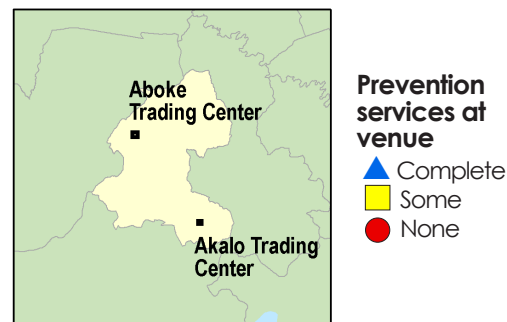 Aboke
Trading Center
Akalo Trading
Center
Prevention
services at
venue
Complete
Some
None